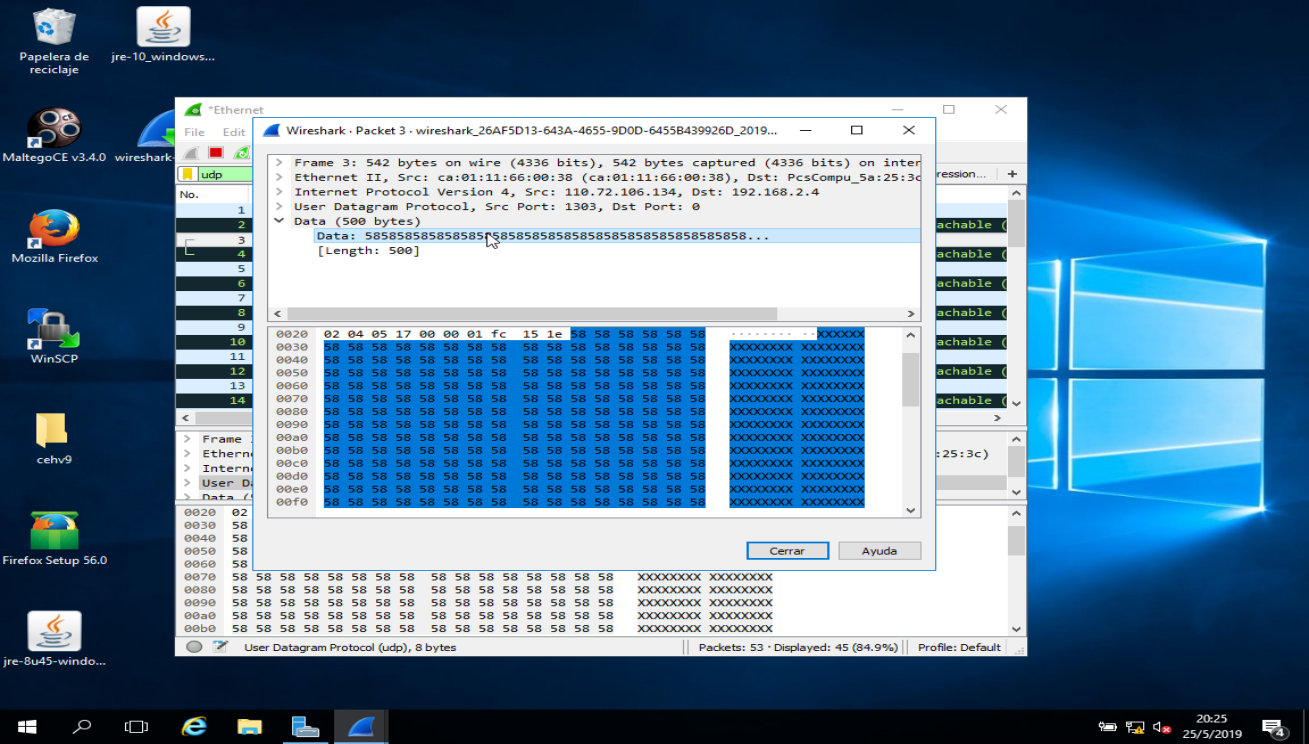 Papelera de
reciclaje
jre-10_windows...
MaltegoCE v3.4.0
wireshark-
Mozilla Firefox
WinSCP
cehv9
Firefox Setup 56.0
jre-8u45-windo...
*Ethernet
File Edit
udp
ression... +
No.
1
2
3
4
5
6
7
8
9
10
11
12
13
14
achable (
achable (
achable (
achable (
achable (
achable (
achable (
Frame
Ethern
Intern
User Da
Data (5
:25:3c)
Wireshark · Packet 3 · wireshark_26AF5D13-643A-4655-9D0D-6455B439926D_2019...
Frame 3: 542 bytes on wire (4336 bits), 542 bytes captured (4336 bits) on inter
Ethernet II, Src: ca:01:11:66:00:38 (ca:01:11:66:00:38), Dst: PcsCompu_5a:25:3c
Internet Protocol Version 4, Src: 110.72.106.134, Dst: 192.168.2.4
User Datagram Protocol, Src Port: 1303, Dst Port: 0
Data (500 bytes)
[Length: 500]
0020 02 04 05 17 00 00 01 fc 15 1e 58 58 58 58 58 58 ········ ··XXXXXX
0030 58 58 58 58 58 58 58 58 58 58 58 58 58 58 58 58 XXXXXXXX XXXXXXXX
0040 58 58 58 58 58 58 58 58 58 58 58 58 58 58 58 58 XXXXXXXX XXXXXXXX
0050 58 58 58 58 58 58 58 58 58 58 58 58 58 58 58 58 XXXXXXXX XXXXXXXX
0060 58 58 58 58 58 58 58 58 58 58 58 58 58 58 58 58 XXXXXXXX XXXXXXXX
0070 58 58 58 58 58 58 58 58 58 58 58 58 58 58 58 58 XXXXXXXX XXXXXXXX
0080 58 58 58 58 58 58 58 58 58 58 58 58 58 58 58 58 XXXXXXXX XXXXXXXX
0090 58 58 58 58 58 58 58 58 58 58 58 58 58 58 58 58 XXXXXXXX XXXXXXXX
00a0 58 58 58 58 58 58 58 58 58 58 58 58 58 58 58 58 XXXXXXXX XXXXXXXX
00b0 58 58 58 58 58 58 58 58 58 58 58 58 58 58 58 58 XXXXXXXX XXXXXXXX
00c0 58 58 58 58 58 58 58 58 58 58 58 58 58 58 58 58 XXXXXXXX XXXXXXXX
00d0 58 58 58 58 58 58 58 58 58 58 58 58 58 58 58 58 XXXXXXXX XXXXXXXX
00e0 58 58 58 58 58 58 58 58 58 58 58 58 58 58 58 58 XXXXXXXX XXXXXXXX
00f0 58 58 58 58 58 58 58 58 58 58 58 58 58 58 58 58 XXXXXXXX XXXXXXXX
Cerrar Ayuda
0020 02
0030 58
0040 58
0050 58
0060 58
0070 58 58 58 58 58 58 58 58 58 58 58 58 58 58 58 58 XXXXXXXX XXXXXXXX
0080 58 58 58 58 58 58 58 58 58 58 58 58 58 58 58 58 XXXXXXXX XXXXXXXX
0090 58 58 58 58 58 58 58 58 58 58 58 58 58 58 58 58 XXXXXXXX XXXXXXXX
00a0 58 58 58 58 58 58 58 58 58 58 58 58 58 58 58 58 XXXXXXXX XXXXXXXX
00b0 58 58 58 58 58 58 58 58 58 58 58 58 58 58 58 58 XXXXXXXX XXXXXXXX
User Datagram Protocol (udp), 8 bytes
Packets: 53 · Displayed: 45 (84.9%)
Profile: Default
20:25
25/5/2019
4